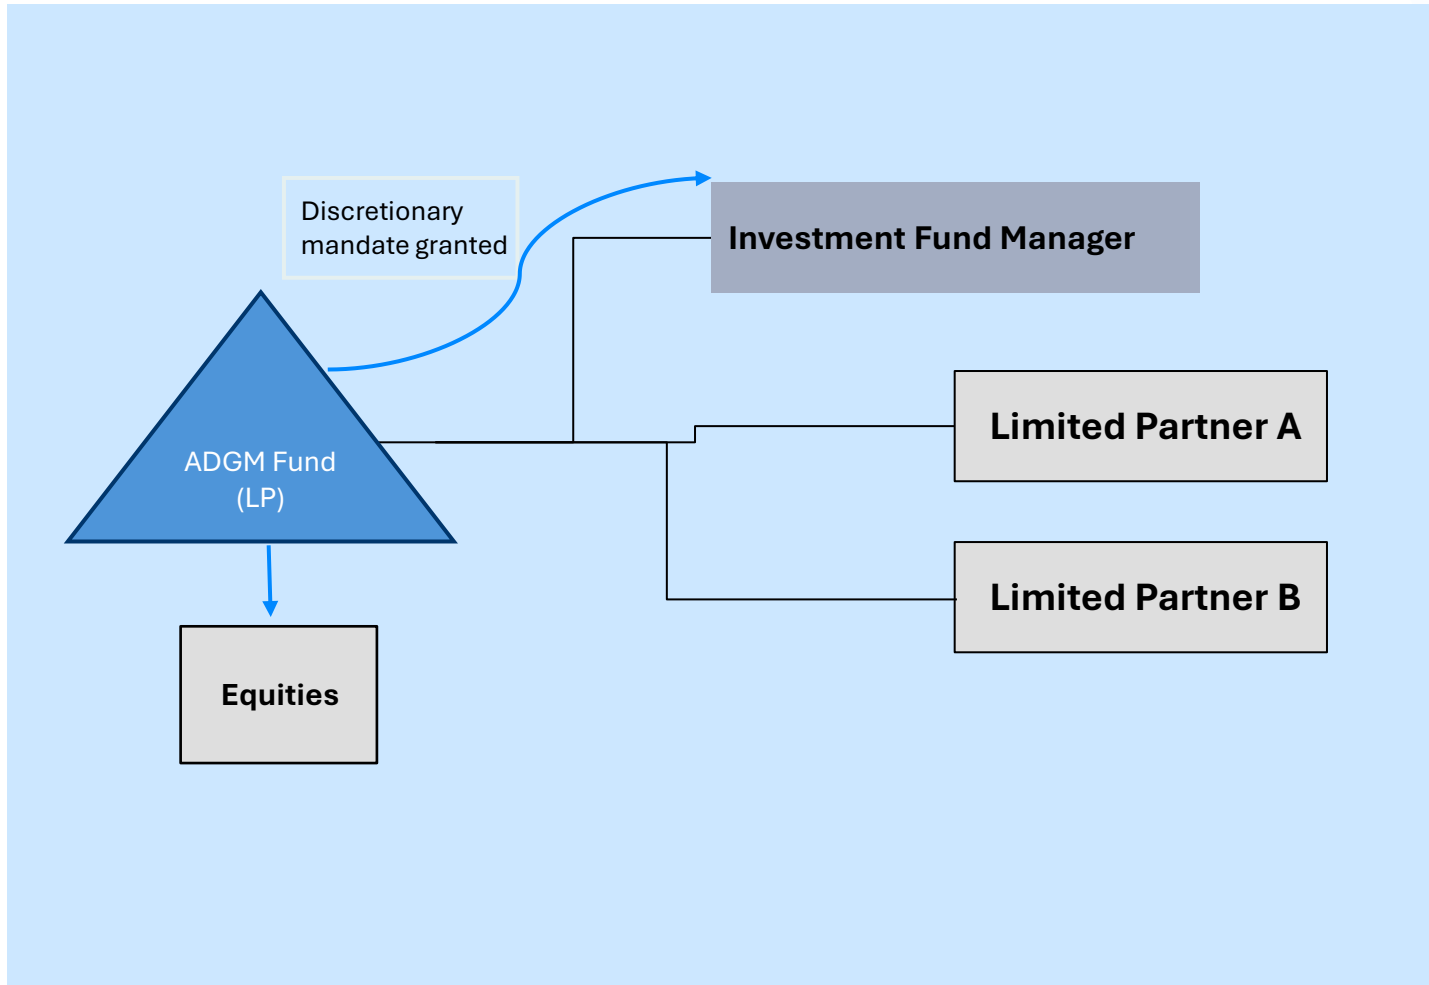 Discretionary
mandate granted
Investment Fund Manager
Limited Partner A
ADGM Fund
(LP)
Limited Partner B
Equities